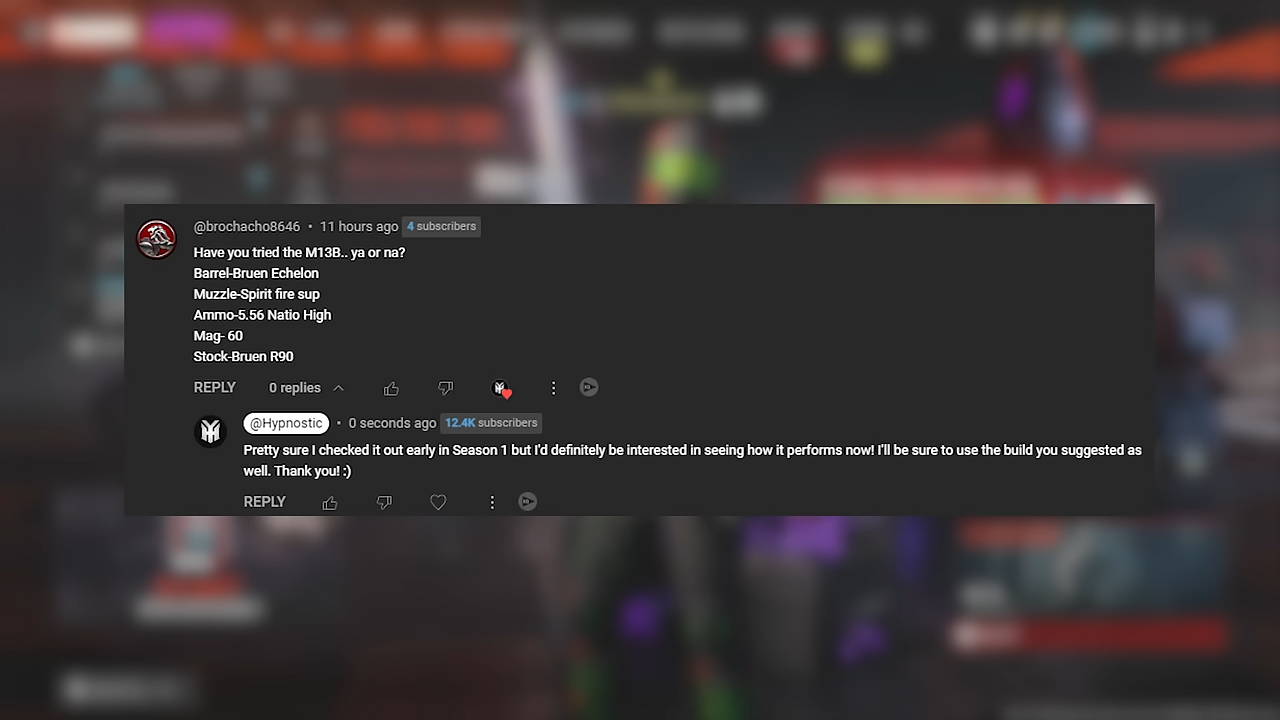 @brochacho8646 • 11 hours ago 4 subscribers
Have you tried the M13B.. ya or na?
Barrel-Bruen Echelon
Muzzle-Spirit fire sup
Ammo-5.56 Natio High
Mag- 60
Stock-Bruen R90
REPLY 0 replies
@Hypnostic • 0 seconds ago 12.4K subscribers
Pretty sure I checked it out early in Season 1 but I'd definitely be interested in seeing how it performs now! I'll be sure to use the build you suggested as
well. Thank you! :)
REPLY